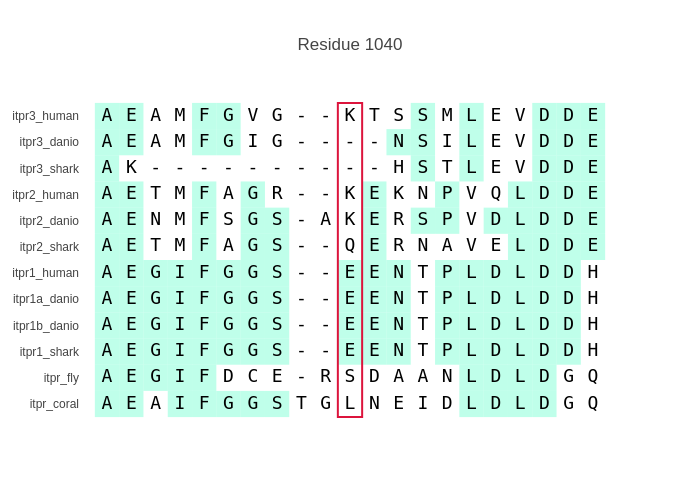 Residue 1040
itpr3_human A E A M F G V G - - K T S S M L E V D D E
itpr3_danio A E A M F G I G - - - - N S I L E V D D E
itpr3_shark A K - - - - - - - - - - H S T L E V D D E
itpr2_human A E T M F A G R - - K E K N P V Q L D D E
itpr2_danio A E N M F S G S - A K E R S P V D L D D E
itpr2_shark A E T M F A G S - - Q E R N A V E L D D E
itpr1_human A E G I F G G S - - E E N T P L D L D D H
itpr1a_danio A E G I F G G S - - E E N T P L D L D D H
itpr1b_danio A E G I F G G S - - E E N T P L D L D D H
itpr1_shark A E G I F G G S - - E E N T P L D L D D H
itpr_fly A E G I F D C E - R S D A A N L D L D G Q
itpr_coral A E A I F G G S T G L N E I D L D L D G Q